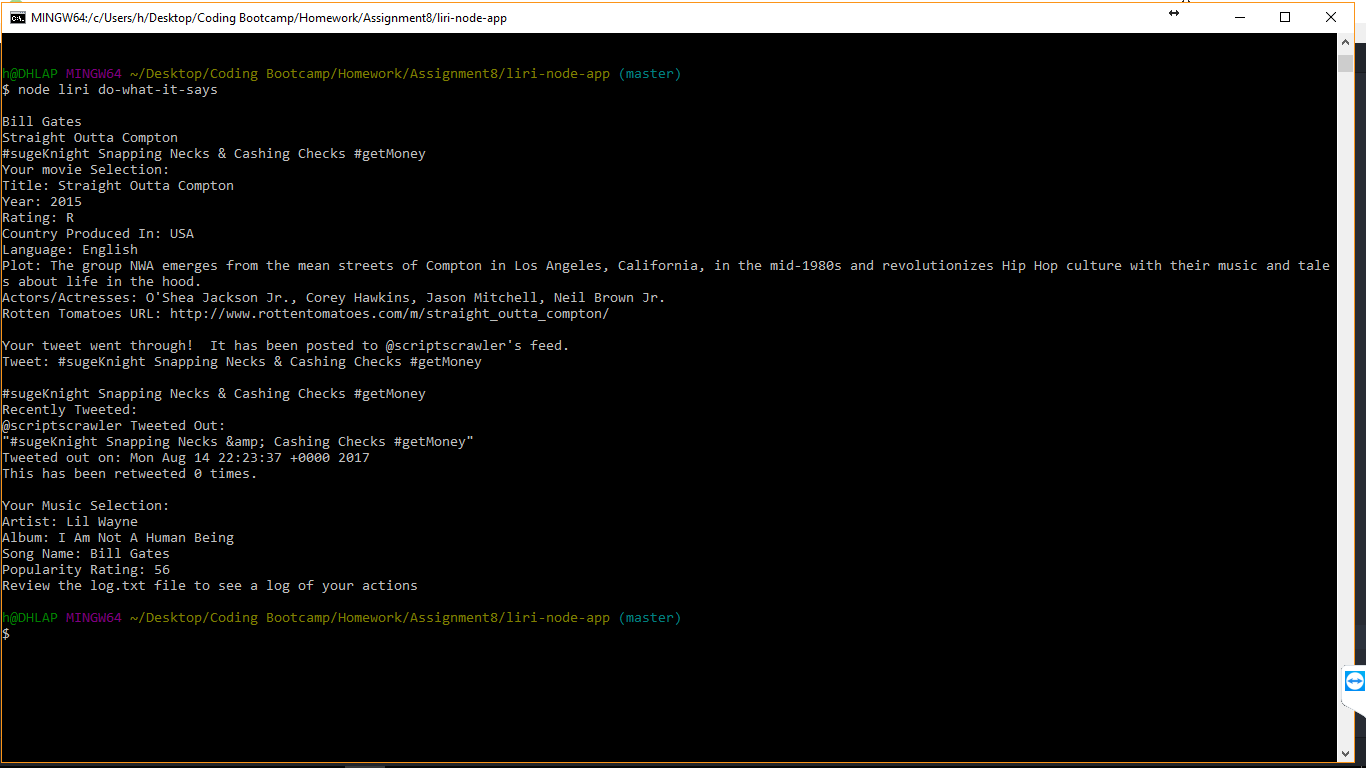 MINGW64:/c/Users/h/Desktop/Coding Bootcamp/Homework/Assignment8/liri-node-app
h@DHLAP MINGW64 ~/Desktop/Coding Bootcamp/Homework/Assignment8/liri-node-app (master)
$ node liri do-what-it-says
Bill Gates
Straight Outta Compton
#sugeKnight Snapping Necks & Cashing Checks #getMoney
Your movie Selection:
Title: Straight Outta Compton
Year: 2015
Rating: R
Country Produced In: USA
Language: English
Plot: The group NWA emerges from the mean streets of Compton in Los Angeles, California, in the mid-1980s and revolutionizes Hip Hop culture with their music and tale
s about life in the hood.
Actors/Actresses: O'Shea Jackson Jr., Corey Hawkins, Jason Mitchell, Neil Brown Jr.
Rotten Tomatoes URL: http://www.rottentomatoes.com/m/straight_outta_compton/
Your tweet went through!  It has been posted to @scriptscrawler's feed.
Tweet: #sugeKnight Snapping Necks & Cashing Checks #getMoney
#sugeKnight Snapping Necks & Cashing Checks #getMoney
Recently Tweeted:
@scriptscrawler Tweeted Out:
"#sugeKnight Snapping Necks &amp; Cashing Checks #getMoney"
Tweeted out on: Mon Aug 14 22:23:37 +0000 2017
This has been retweeted 0 times.
Your Music Selection:
Artist: Lil Wayne
Album: I Am Not A Human Being
Song Name: Bill Gates
Popularity Rating: 56
Review the log.txt file to see a log of your actions
h@DHLAP MINGW64 ~/Desktop/Coding Bootcamp/Homework/Assignment8/liri-node-app (master)
$